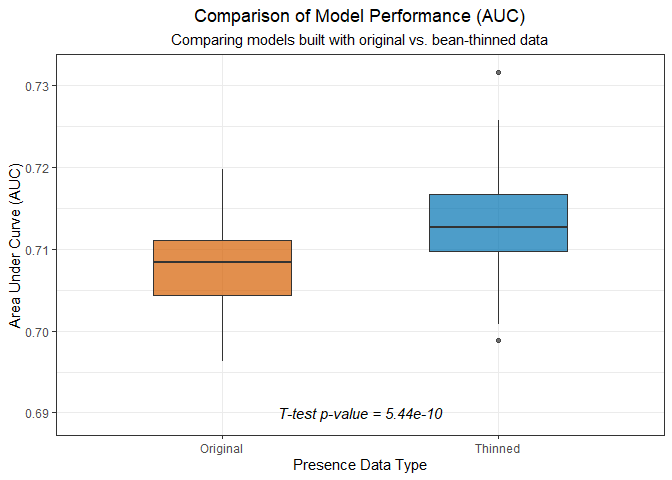 Comparison of Model Performance (AUC)
Comparing models built with original vs. bean-thinned data
Area Under Curve (AUC)
0.73
0.72
0.71
0.70
0.69
T-test p-value = 5.44e-10
Original
Thinned
Presence Data Type